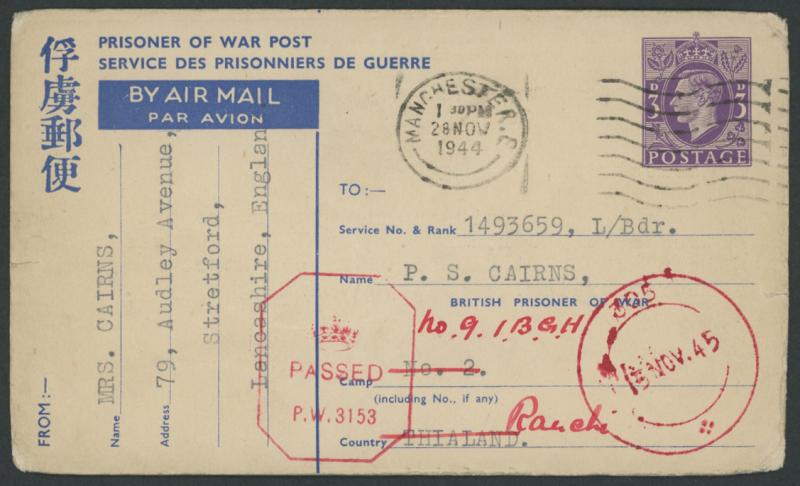 俘虜郵便
PRISONER OF WAR POST
SERVICE DES PRISONNIERS DE GUERRE
BY AIR MAIL
PAR AVION
MANCHESTER
1 30PM
28 NOV
1944
3D 3D
POSTAGE
TO:—
Service No. & Rank 1493659, L/Bdr.
Name P. S. CAIRNS,
BRITISH PRISONER OF WAR
No. 9 I.B.G.H
Camp No. 2.
(including No., if any)
Ranchi
Country THIALAND.
PASSED
P.W. 3153
NOV. 45
FROM:—
Name MRS. CAIRNS,
Address 79, Audley Avenue,
Stretford,
Lancashire, England